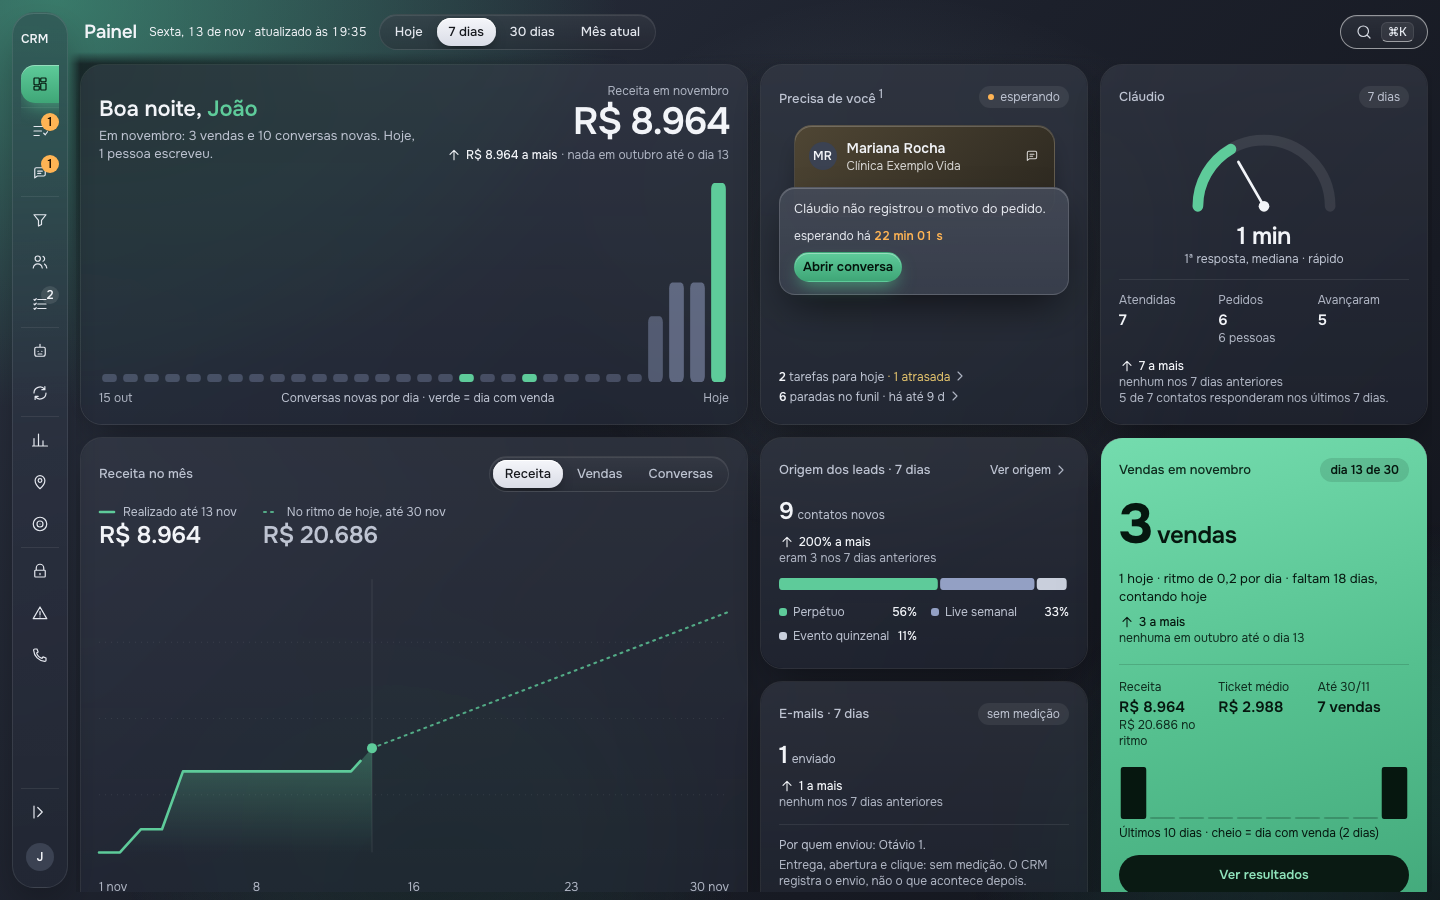 CRM
Painel
Sexta, 13 de nov · atualizado às 19:35
Hoje
7 dias
30 dias
Mês atual
⌘K
1
1
2
J
Boa noite, João
Em novembro: 3 vendas e 10 conversas novas. Hoje,
1 pessoa escreveu.
Receita em novembro
R$ 8.964
↑ R$ 8.964 a mais · nada em outubro até o dia 13
15 out
Conversas novas por dia · verde = dia com venda
Hoje
Precisa de você 1
esperando
MR
Mariana Rocha
Clínica Exemplo Vida
Cláudio não registrou o motivo do pedido.
esperando há 22 min 01 s
Abrir conversa
2 tarefas para hoje · 1 atrasada
6 paradas no funil · há até 9 d
Cláudio
7 dias
1 min
1ª resposta, mediana · rápido
Atendidas
7
Pedidos
6
6 pessoas
Avançaram
5
↑ 7 a mais
nenhum nos 7 dias anteriores
5 de 7 contatos responderam nos últimos 7 dias.
Receita no mês
Receita
Vendas
Conversas
Realizado até 13 nov
R$ 8.964
No ritmo de hoje, até 30 nov
R$ 20.686
1 nov
8
16
23
30 nov
Origem dos leads · 7 dias
Ver origem
9 contatos novos
↑ 200% a mais
eram 3 nos 7 dias anteriores
Perpétuo 56%
Live semanal 33%
Evento quinzenal 11%
E-mails · 7 dias
sem medição
1 enviado
↑ 1 a mais
nenhum nos 7 dias anteriores
Por quem enviou: Otávio 1.
Entrega, abertura e clique: sem medição. O CRM
registra o envio, não o que acontece depois.
Vendas em novembro
dia 13 de 30
3 vendas
1 hoje · ritmo de 0,2 por dia · faltam 18 dias,
contando hoje
↑ 3 a mais
nenhuma em outubro até o dia 13
Receita
R$ 8.964
R$ 20.686 no
ritmo
Ticket médio
R$ 2.988
Até 30/11
7 vendas
Últimos 10 dias · cheio = dia com venda (2 dias)
Ver resultados